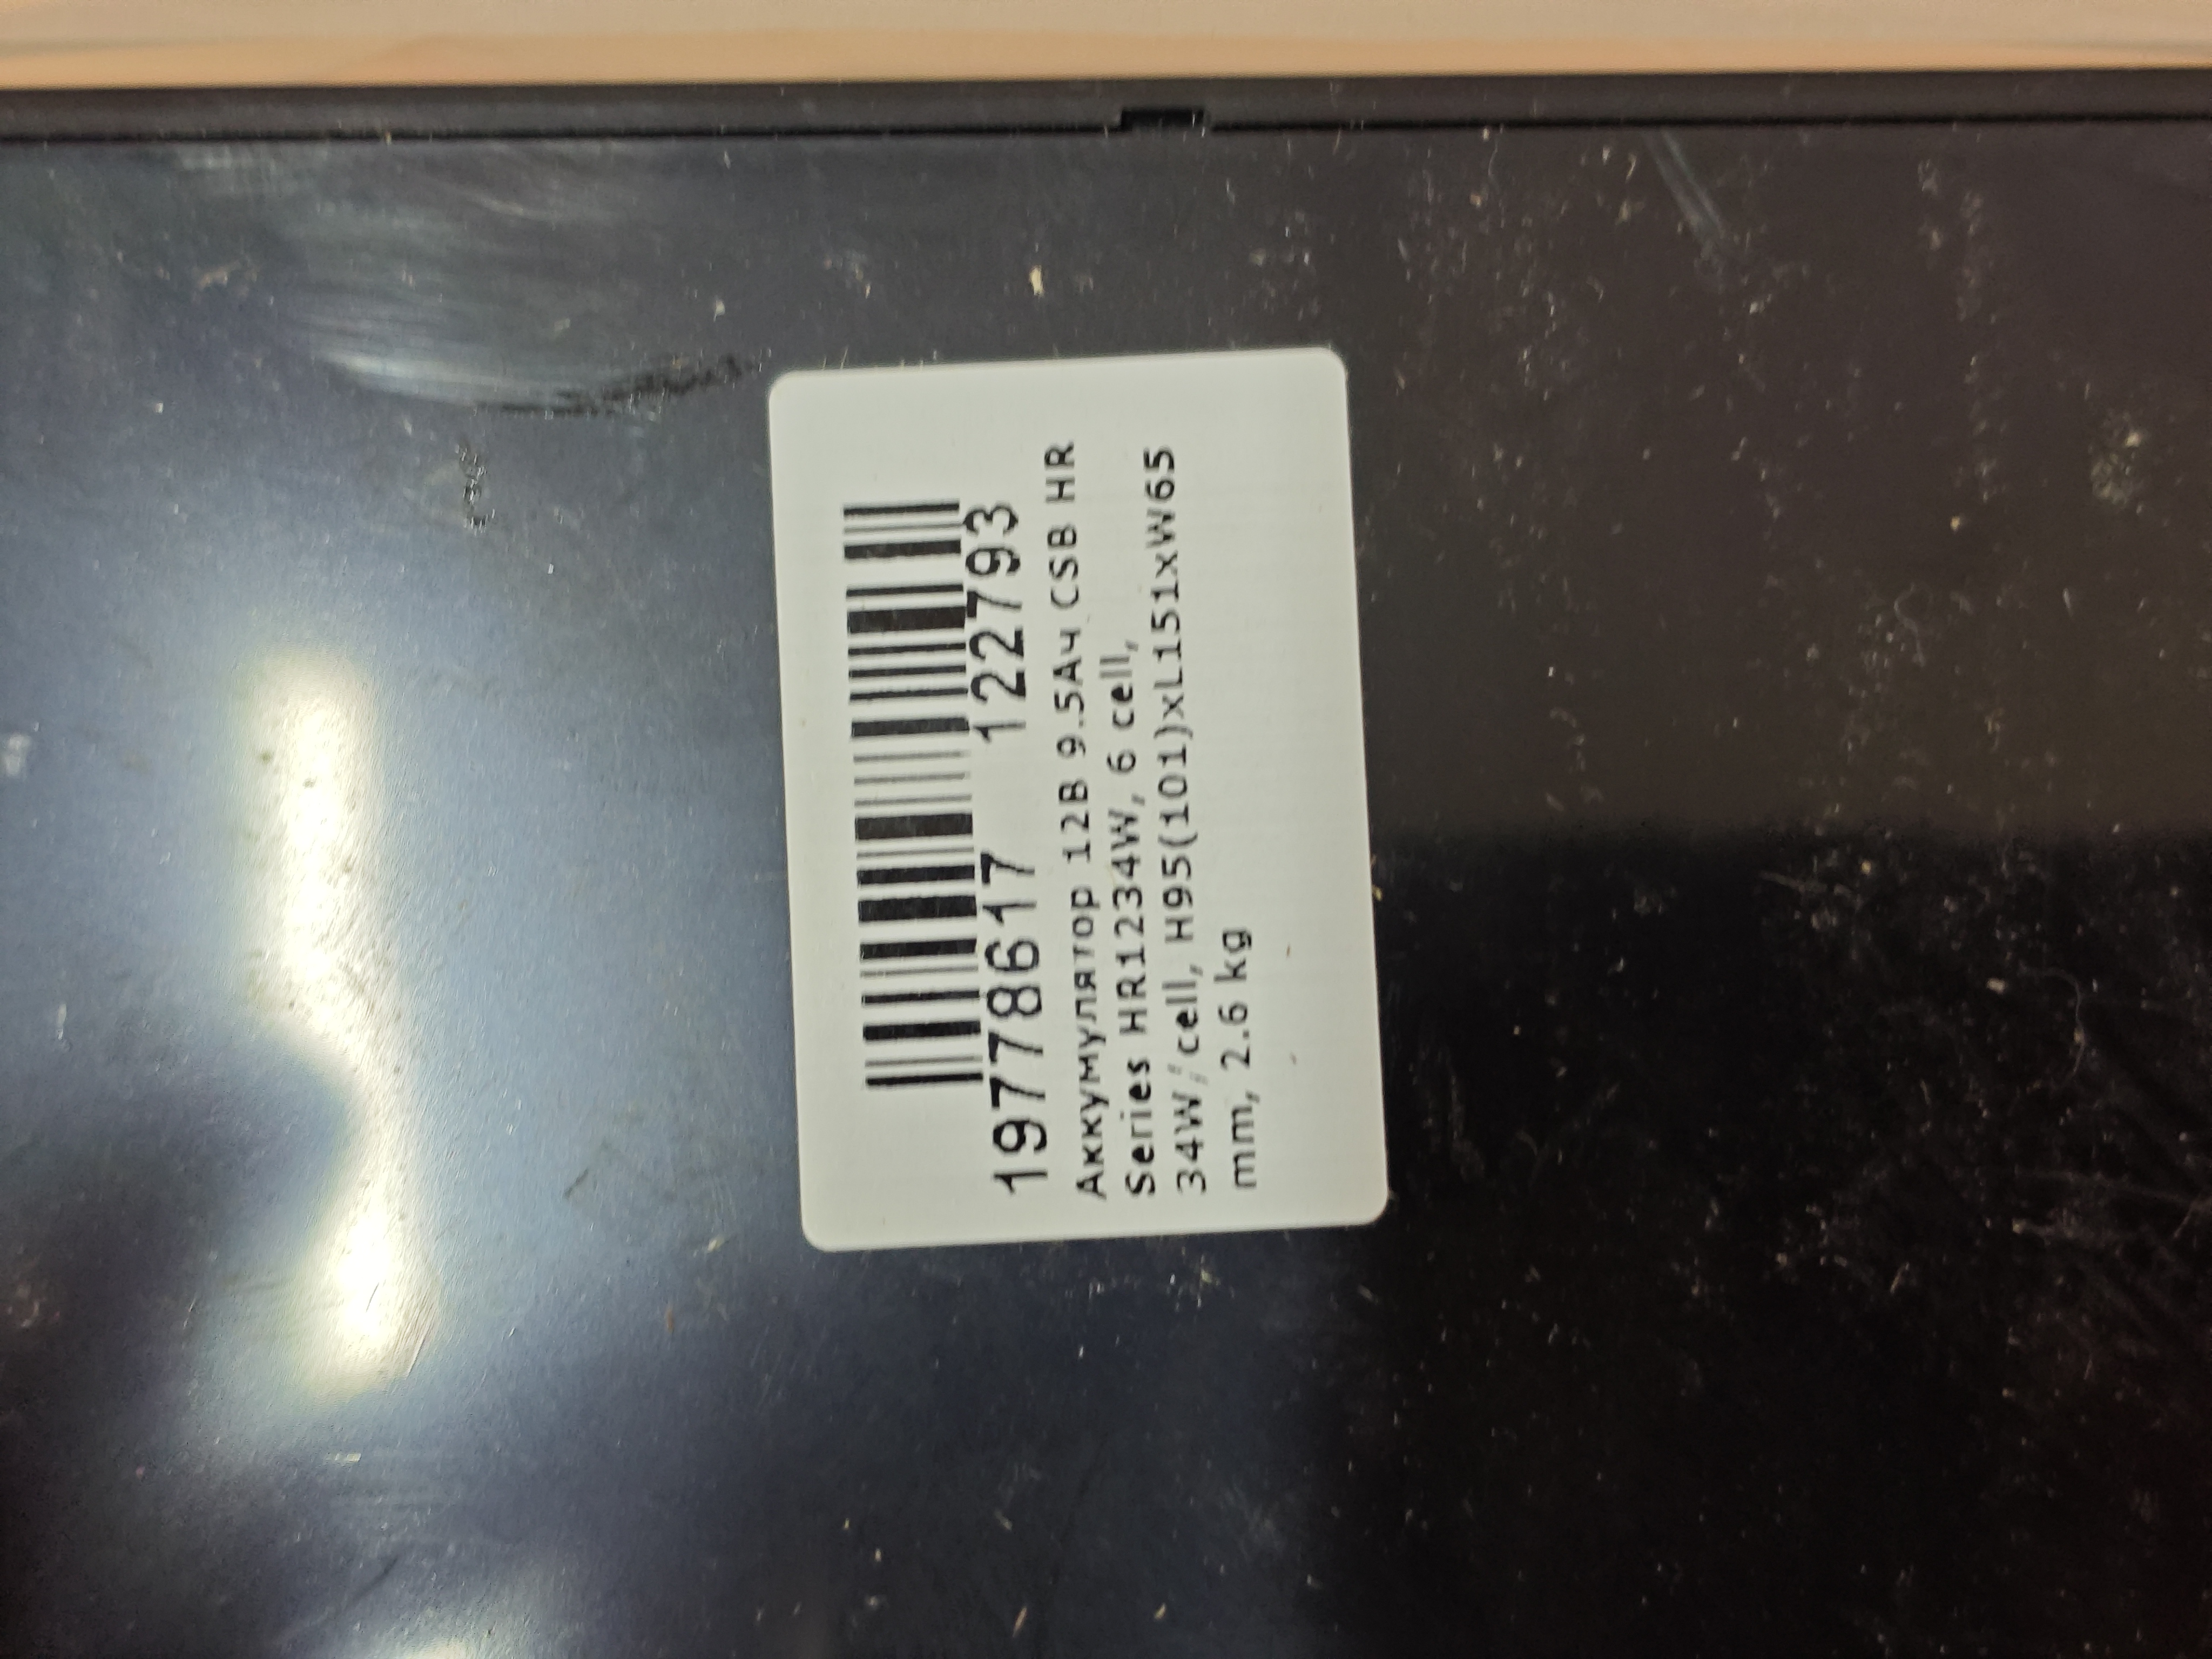 19778617 122793
Аккумулятор 12В 9.5Ач CSB HR
Series HR1234W, 6 cell,
34W/cell, H95(101)xL151xW65
mm, 2.6 kg